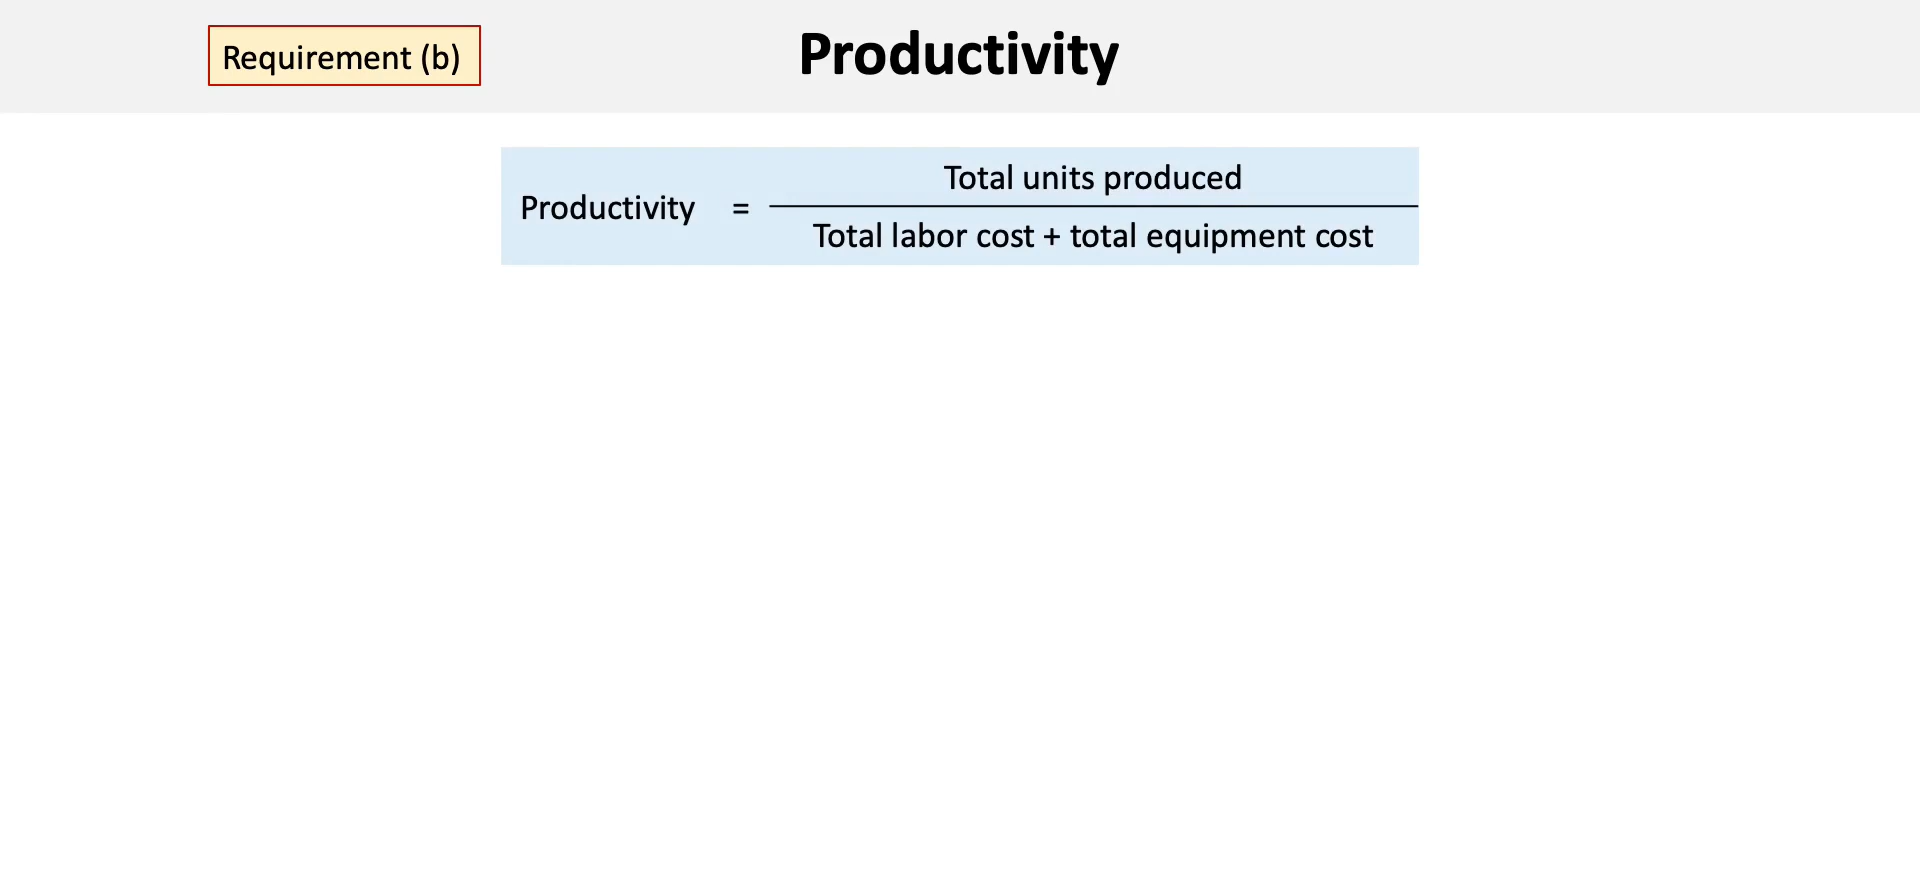 Requirement (b)
Productivity
Total units produced
Productivity =
Total labor cost + total equipment cost